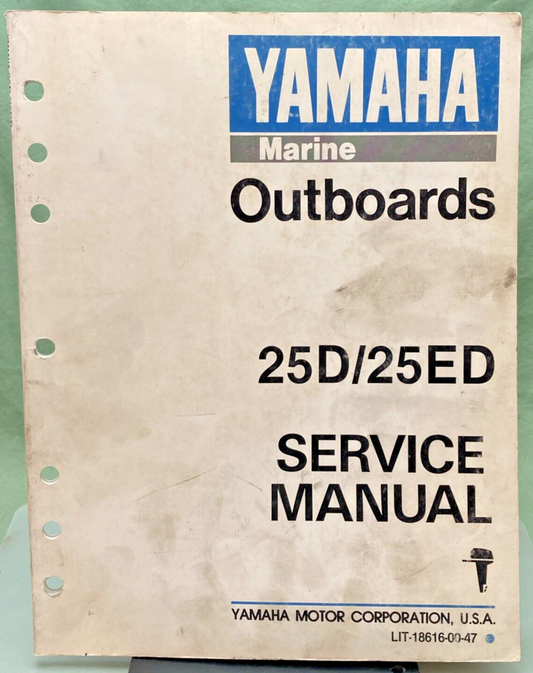 YAMAHA
Marine
Outboards
25D/25ED
SERVICE
MANUAL
YAMAHA MOTOR CORPORATION, U.S.A.
LIT-18616-00-47